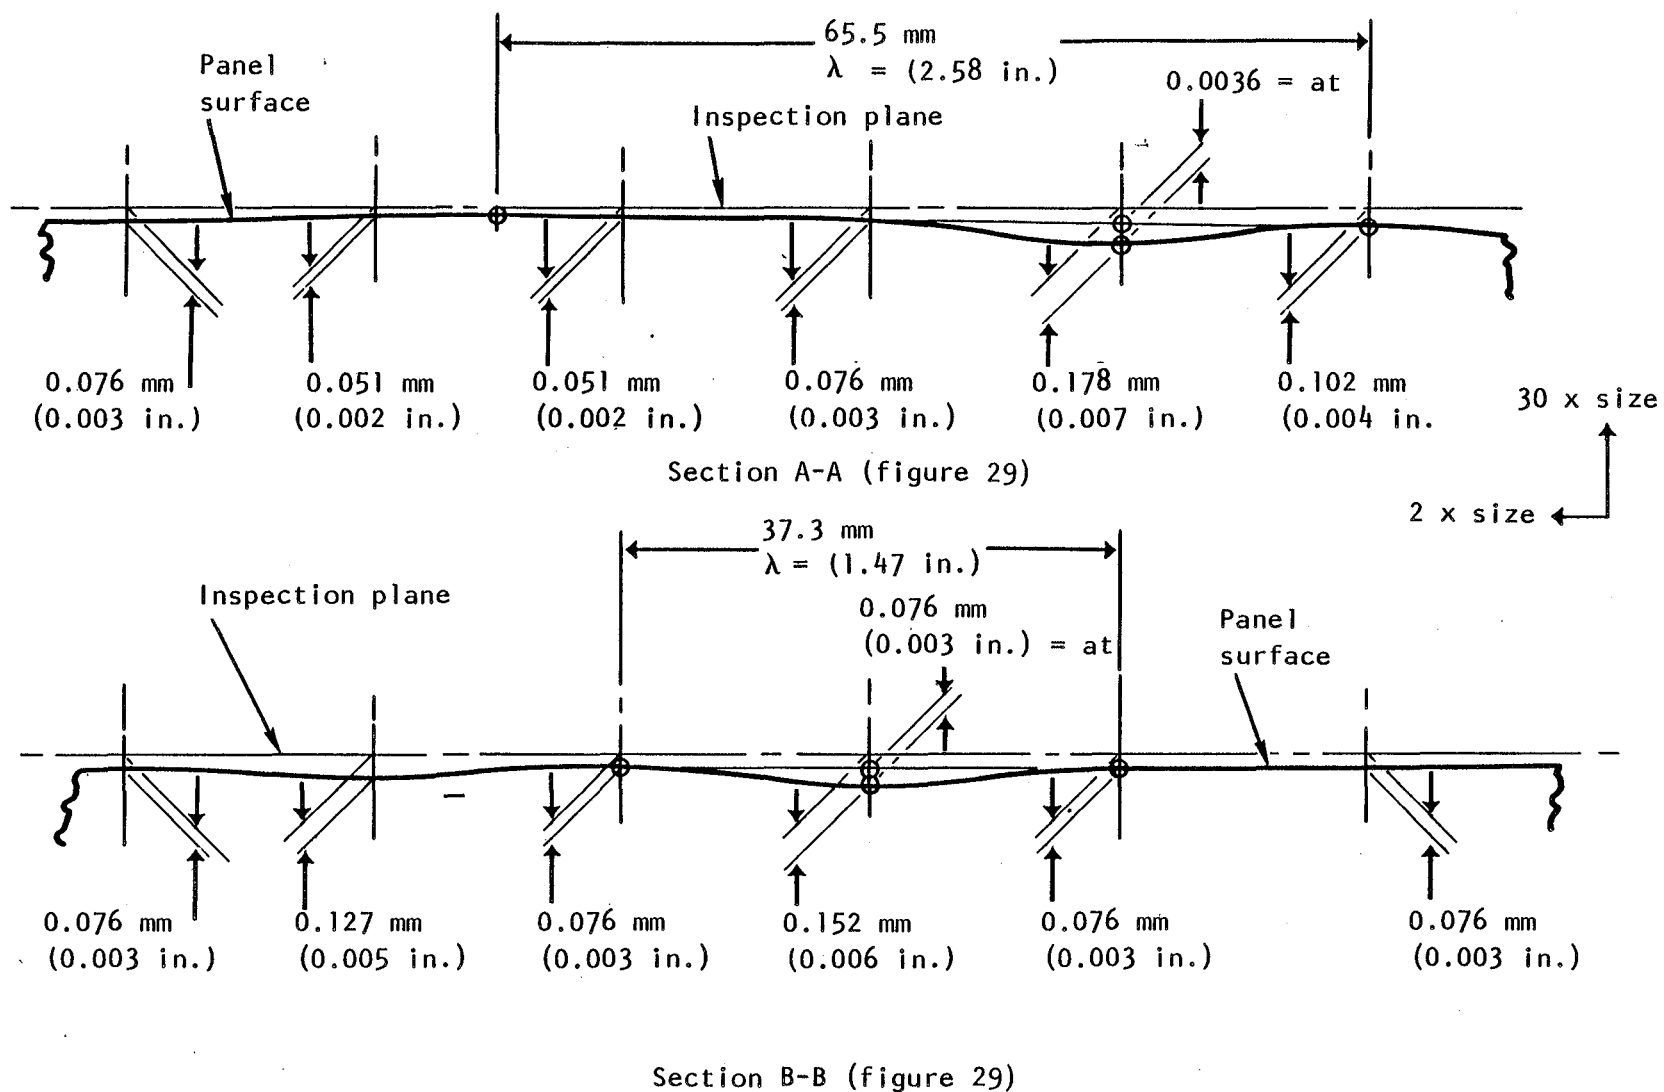 65.5 mm
λ = (2.58 in.)
Panel
surface
0.0036 = at
Inspection plane
0.076 mm
(0.003 in.)
0.051 mm
(0.002 in.)
0.051 mm
(0.002 in.)
0.076 mm
(0.003 in.)
0.178 mm
(0.007 in.)
0.102 mm
(0.004 in.
30 x size
2 x size
Section A-A (figure 29)
37.3 mm
λ = (1.47 in.)
Inspection plane
0.076 mm
(0.003 in.) = at
Panel
surface
0.076 mm
(0.003 in.)
0.127 mm
(0.005 in.)
0.076 mm
(0.003 in.)
0.152 mm
(0.006 in.)
0.076 mm
(0.003 in.)
0.076 mm
(0.003 in.)
Section B-B (figure 29)